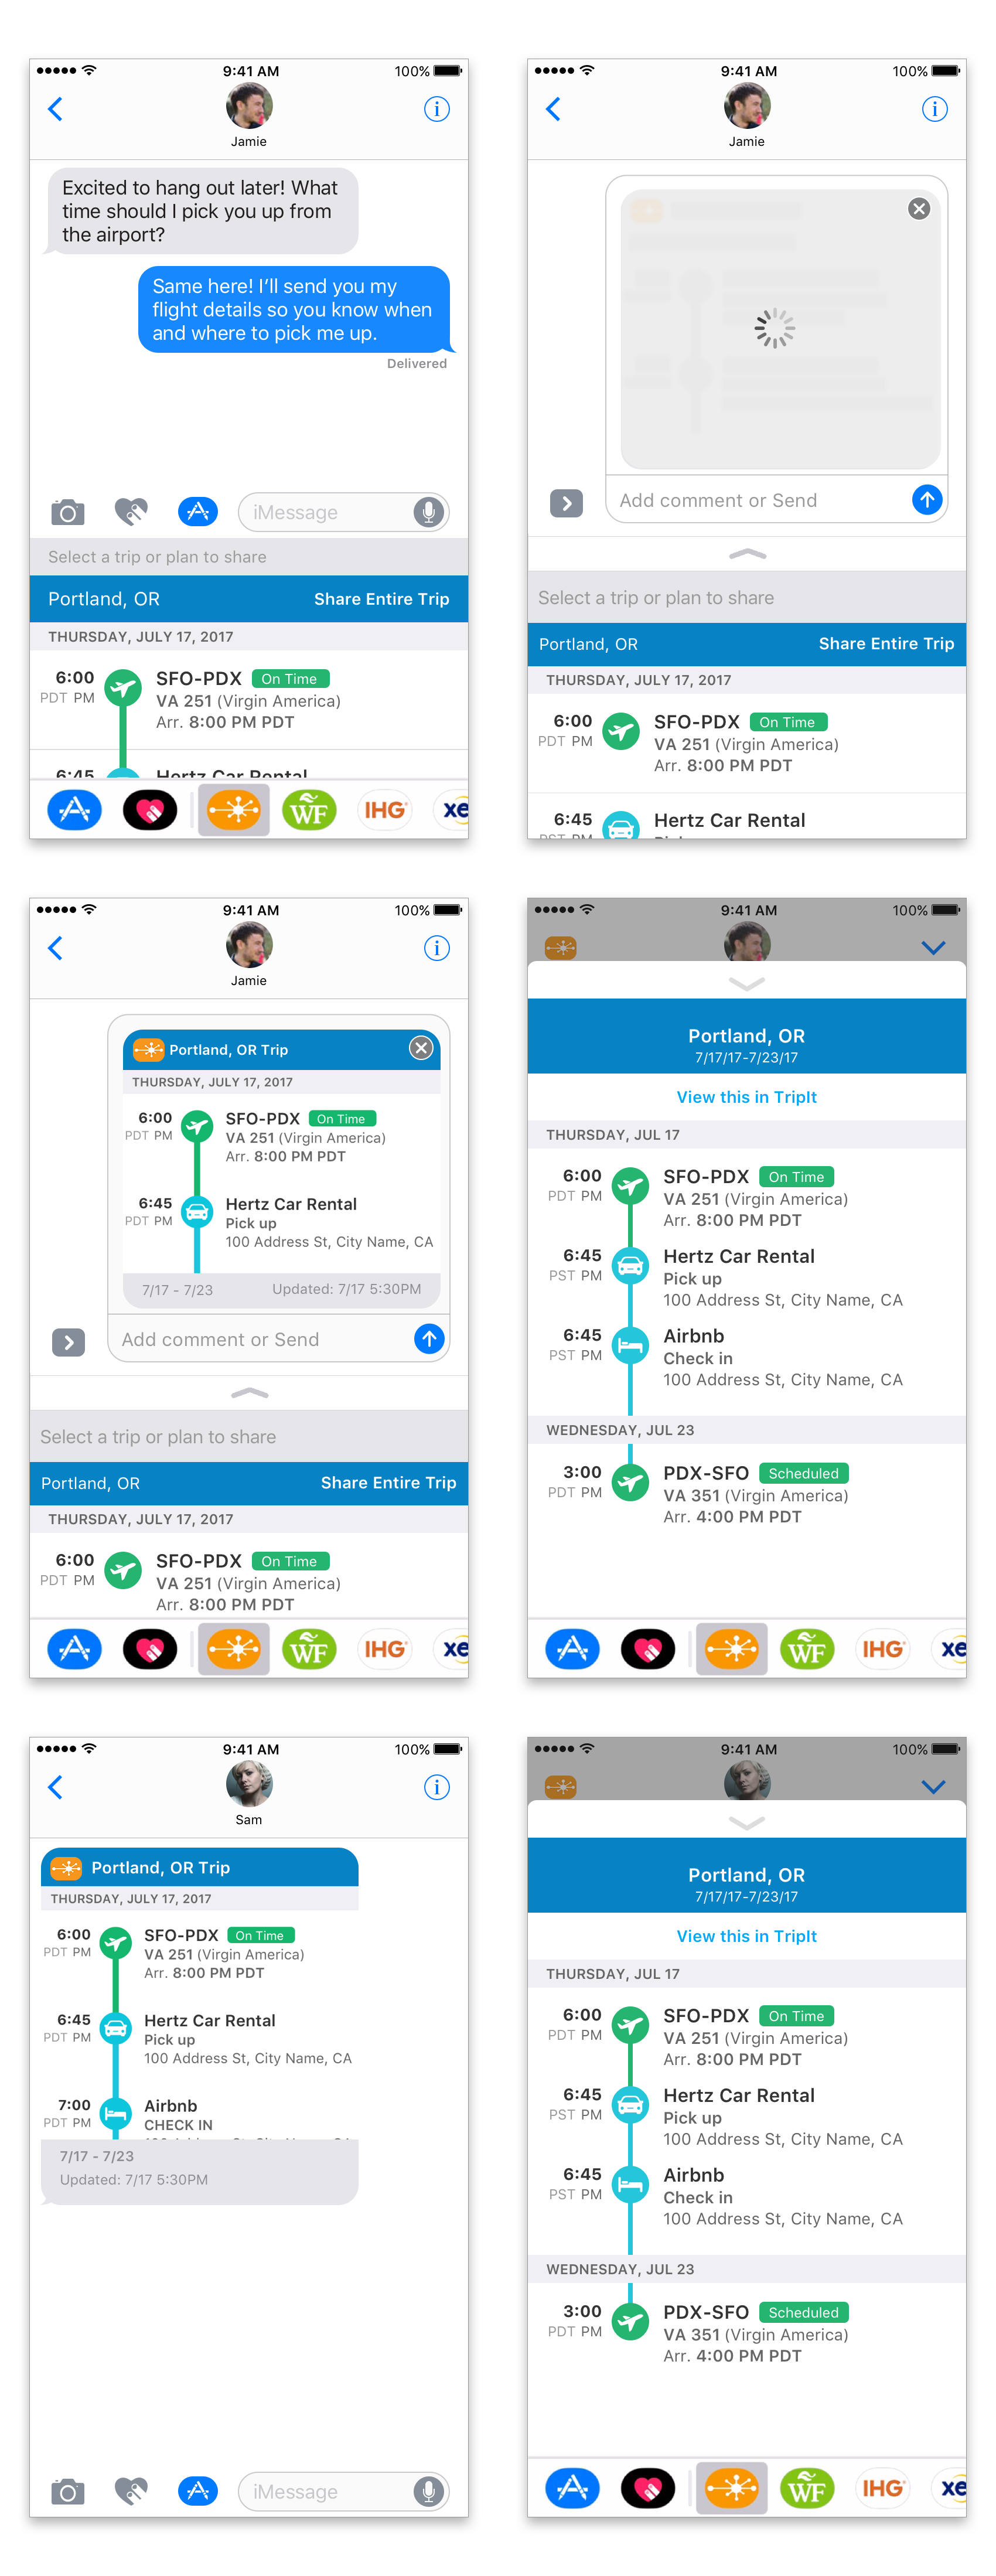 9:41 AM 100%
Jamie
Excited to hang out later! What
time should I pick you up from
the airport?
Same here! I'll send you my
flight details so you know when
and where to pick me up.
Delivered
iMessage
Select a trip or plan to share
Portland, OR Share Entire Trip
THURSDAY, JULY 17, 2017
6:00 SFO-PDX On Time
PDT PM VA 251 (Virgin America)
Arr. 8:00 PM PDT
6:45 Hertz Car Rental
WF IHG xe
9:41 AM 100%
Jamie
Add comment or Send
Select a trip or plan to share
Portland, OR Share Entire Trip
THURSDAY, JULY 17, 2017
6:00 SFO-PDX On Time
PDT PM VA 251 (Virgin America)
Arr. 8:00 PM PDT
6:45 Hertz Car Rental
PST PM Pick up
9:41 AM 100%
Jamie
Portland, OR Trip
THURSDAY, JULY 17, 2017
6:00 SFO-PDX On Time
PDT PM VA 251 (Virgin America)
Arr. 8:00 PM PDT
6:45 Hertz Car Rental
PDT PM Pick up
100 Address St, City Name, CA
7/17 - 7/23 Updated: 7/17 5:30PM
Add comment or Send
Select a trip or plan to share
Portland, OR Share Entire Trip
THURSDAY, JULY 17, 2017
6:00 SFO-PDX On Time
PDT PM VA 251 (Virgin America)
Arr. 8:00 PM PDT
WF IHG xe
9:41 AM 100%
Portland, OR
7/17/17-7/23/17
View this in TripIt
THURSDAY, JUL 17
6:00 SFO-PDX On Time
PDT PM VA 251 (Virgin America)
Arr. 8:00 PM PDT
6:45 Hertz Car Rental
PST PM Pick up
100 Address St, City Name, CA
6:45 Airbnb
PST PM Check in
100 Address St, City Name, CA
WEDNESDAY, JUL 23
3:00 PDX-SFO Scheduled
PDT PM VA 351 (Virgin America)
Arr. 4:00 PM PDT
WF IHG xe
9:41 AM 100%
Sam
Portland, OR Trip
THURSDAY, JULY 17, 2017
6:00 SFO-PDX On Time
PDT PM VA 251 (Virgin America)
Arr. 8:00 PM PDT
6:45 Hertz Car Rental
PDT PM Pick up
100 Address St, City Name, CA
7:00 Airbnb
PDT PM CHECK IN
7/17 - 7/23
Updated: 7/17 5:30PM
iMessage
9:41 AM 100%
Portland, OR
7/17/17-7/23/17
View this in TripIt
THURSDAY, JUL 17
6:00 SFO-PDX On Time
PDT PM VA 251 (Virgin America)
Arr. 8:00 PM PDT
6:45 Hertz Car Rental
PST PM Pick up
100 Address St, City Name, CA
6:45 Airbnb
PST PM Check in
100 Address St, City Name, CA
WEDNESDAY, JUL 23
3:00 PDX-SFO Scheduled
PDT PM VA 351 (Virgin America)
Arr. 4:00 PM PDT
WF IHG xe